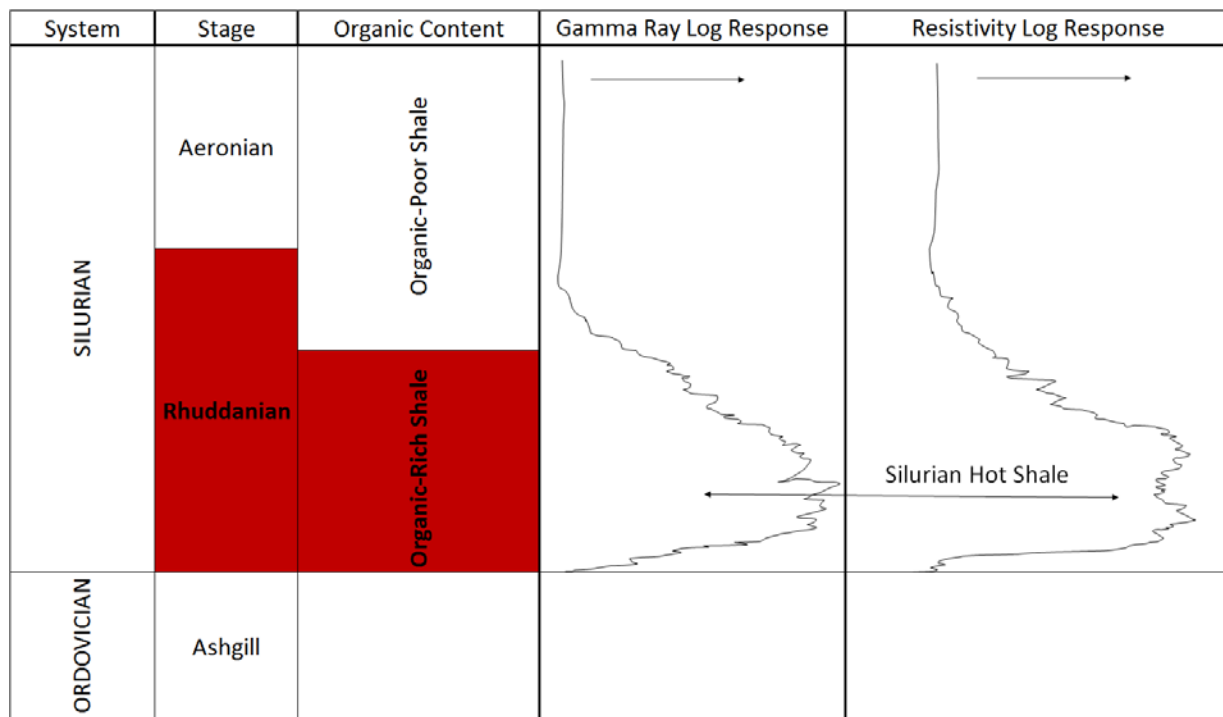 System
Stage
Organic Content
Gamma Ray Log Response
Resistivity Log Response
SILURIAN
Aeronian
Rhuddanian
Organic-Poor Shale
Organic-Rich Shale
Silurian Hot Shale
ORDOVICIAN
Ashgill